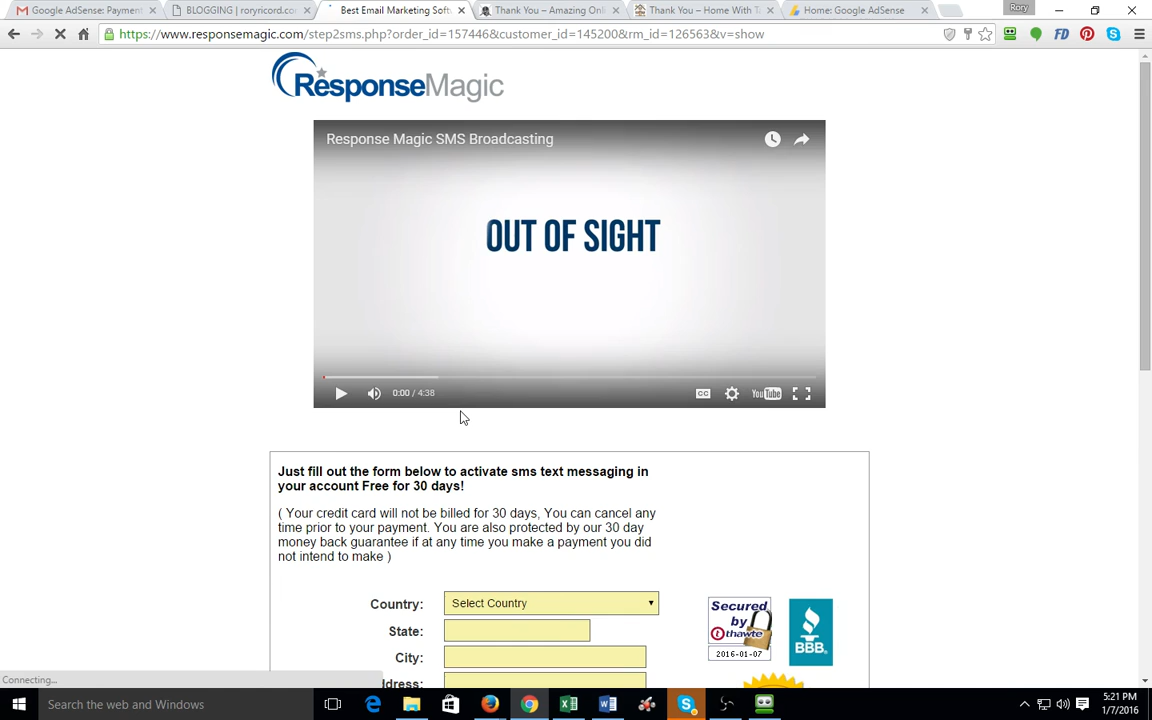 Google AdSense: Payment
BLOGGING | roryricord.co
Best Email Marketing Soft
Thank You – Amazing Onli
Thank You – Home With T
Home: Google AdSense
Rory
https://www.responsemagic.com/step2sms.php?order_id=157446&customer_id=145200&rm_id=126563&v=show
FD
ResponseMagic
Response Magic SMS Broadcasting
OUT OF SIGHT
0:00 / 4:38
CC
YouTube
Just fill out the form below to activate sms text messaging in
your account Free for 30 days!
( Your credit card will not be billed for 30 days, You can cancel any
time prior to your payment. You are also protected by our 30 day
money back guarantee if at any time you make a payment you did
not intend to make )
Country:
Select Country
State:
City:
Address:
Secured
by
thawte
2016-01-07
BBB.
Connecting...
Search the web and Windows
5:21 PM
1/7/2016